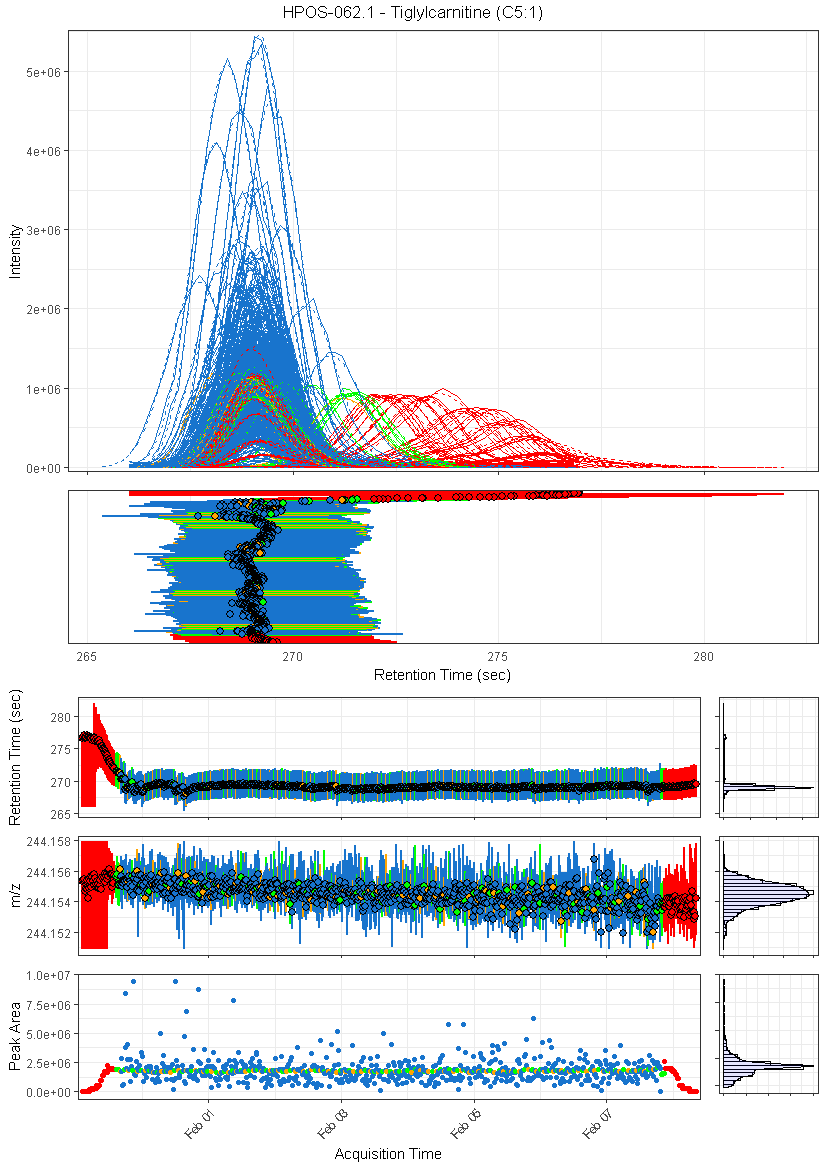 HPOS-062.1 - Tiglylcarnitine (C5:1)
Intensity
5e+06
4e+06
3e+06
2e+06
1e+06
0e+00
265
270
275
280
Retention Time (sec)
Retention Time (sec)
280
275
270
265
m/z
244.158
244.156
244.154
244.152
Peak Area
1.0e+07
7.5e+06
5.0e+06
2.5e+06
0.0e+00
Feb 01
Feb 03
Feb 05
Feb 07
Acquisition Time